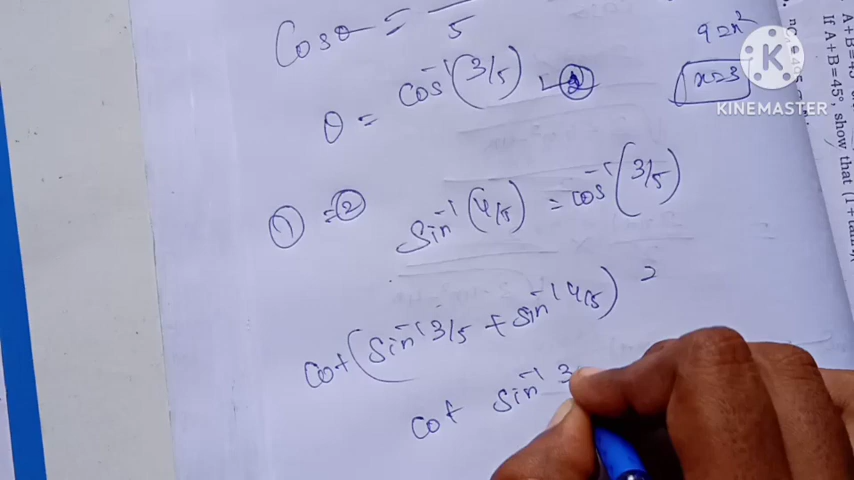 Cosθ = —/5
θ = cos⁻¹(3/5) – ②
9 = x²
x = 3
KINEMASTER
① = ② sin⁻¹(4/5) = cos⁻¹(3/5)
cot(sin⁻¹ 3/5 + sin⁻¹ 4/5) =
cot sin⁻¹ 3
If A+B=45°, show that (1+tan